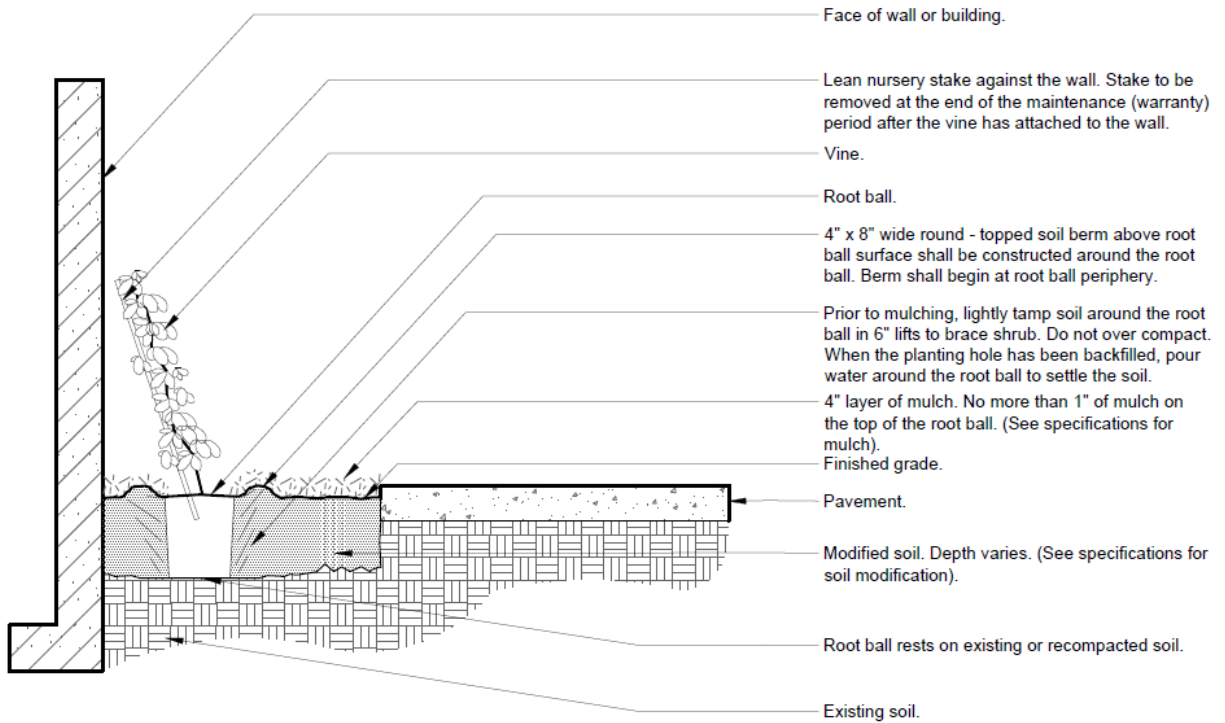 Face of wall or building.
Lean nursery stake against the wall. Stake to be
removed at the end of the maintenance (warranty)
period after the vine has attached to the wall.
Vine.
Root ball.
4" x 8" wide round - topped soil berm above root
ball surface shall be constructed around the root
ball. Berm shall begin at root ball periphery.
Prior to mulching, lightly tamp soil around the root
ball in 6" lifts to brace shrub. Do not over compact.
When the planting hole has been backfilled, pour
water around the root ball to settle the soil.
4" layer of mulch. No more than 1" of mulch on
the top of the root ball. (See specifications for
mulch).
Finished grade.
Pavement.
Modified soil. Depth varies. (See specifications for
soil modification).
Root ball rests on existing or recompacted soil.
Existing soil.